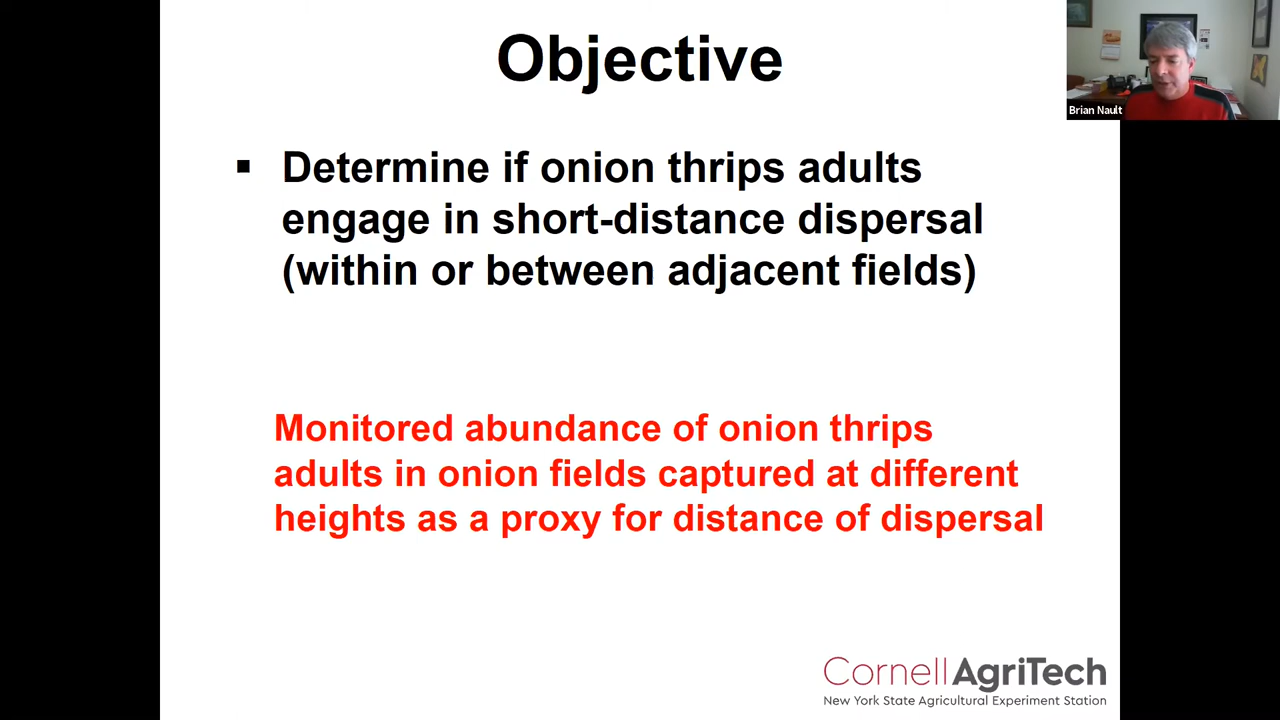 Objective
Brian Nault
▪ Determine if onion thrips adults
engage in short-distance dispersal
(within or between adjacent fields)
Monitored abundance of onion thrips
adults in onion fields captured at different
heights as a proxy for distance of dispersal
Cornell AgriTech
New York State Agricultural Experiment Station